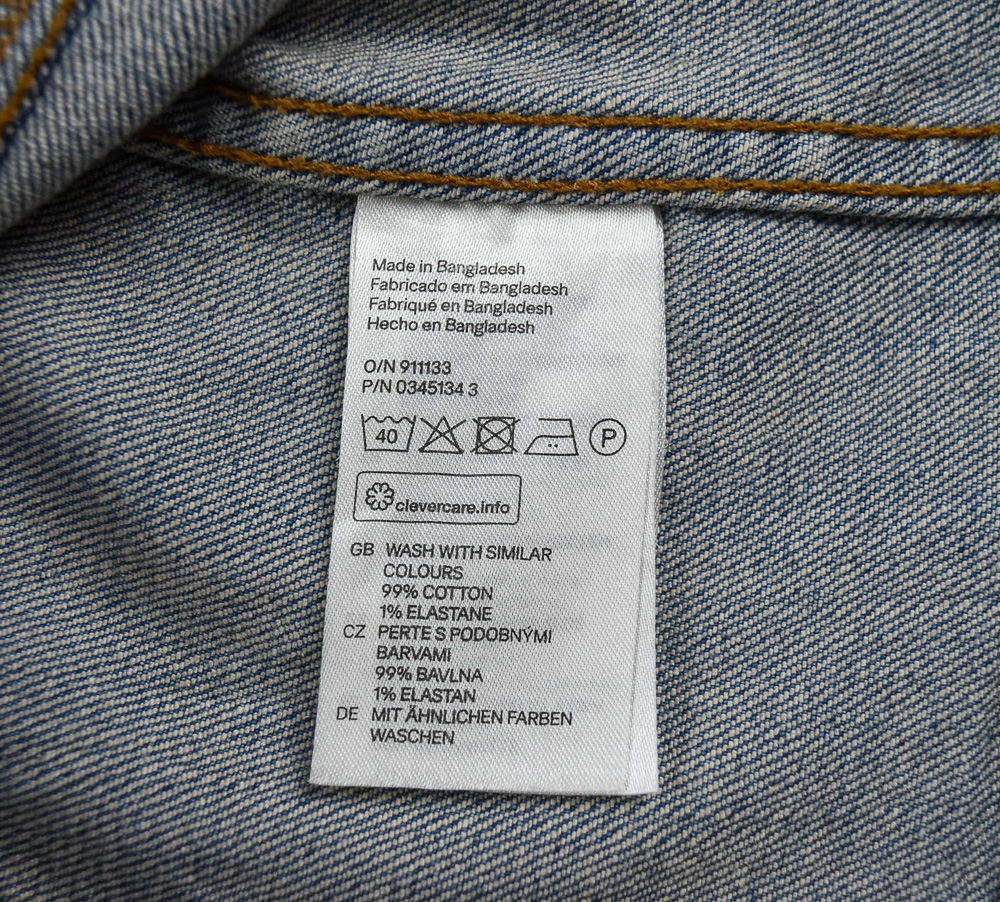 Made in Bangladesh
Fabricado em Bangladesh
Fabriqué en Bangladesh
Hecho en Bangladesh
O/N 911133
P/N 0345134 3
40 P
clevercare.info
GB WASH WITH SIMILAR
COLOURS
99% COTTON
1% ELASTANE
CZ PERTE S PODOBNÝMI
BARVAMI
99% BAVLNA
1% ELASTAN
DE MIT ÄHNLICHEN FARBEN
WASCHEN